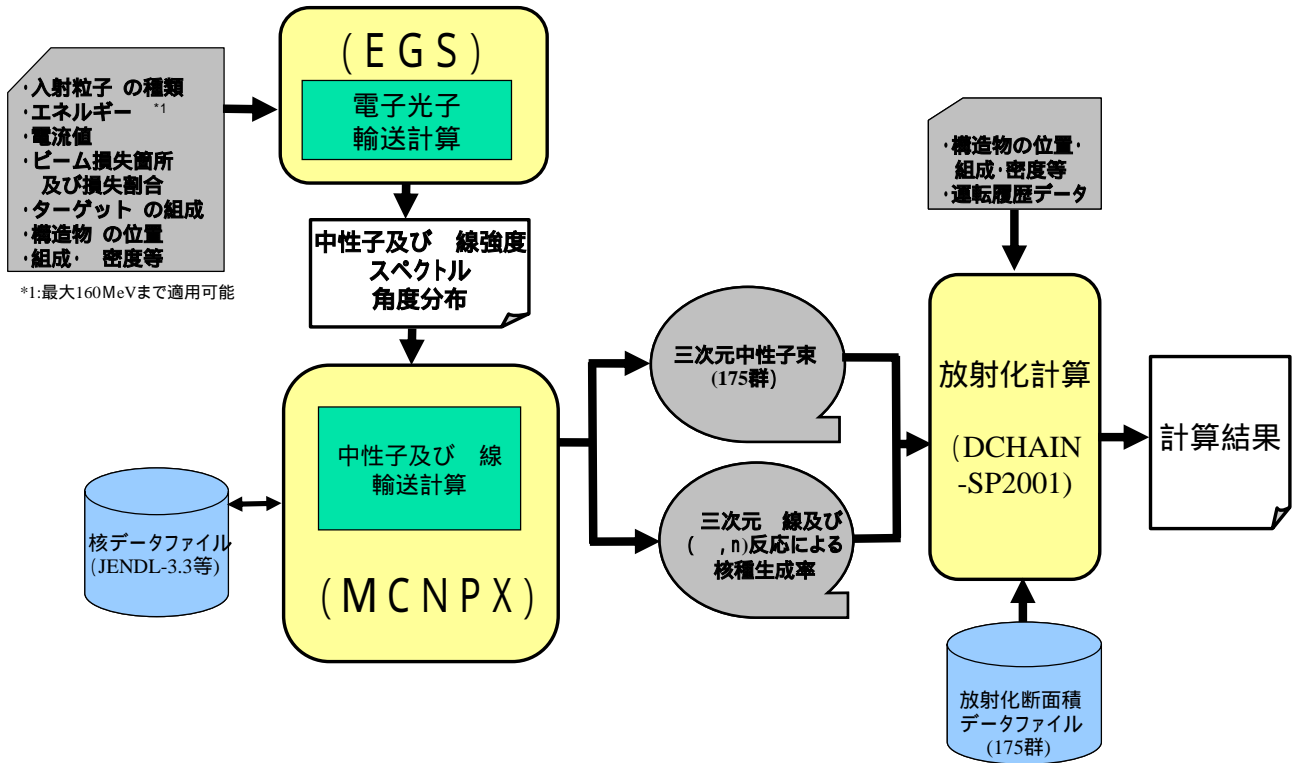 (EGS)
電子光子
輸送計算
・入射粒子 の種類
・エネルギー *1
・電流値
・ビーム損失箇所
及び損失割合
・ターゲット の組成
・構造物 の位置
・組成・ 密度等
*1:最大160MeVまで適用可能
中性子及び 線強度
スペクトル
角度分布
中性子及び 線
輸送計算
(MCNPX)
核データファイル
(JENDL-3.3等)
三次元中性子束
(175群)
三次元 線及び
( ,n)反応による
核種生成率
・構造物の位置・
組成・密度等
・運転履歴データ
放射化計算
(DCHAIN
-SP2001)
放射化断面積
データファイル
(175群)
計算結果